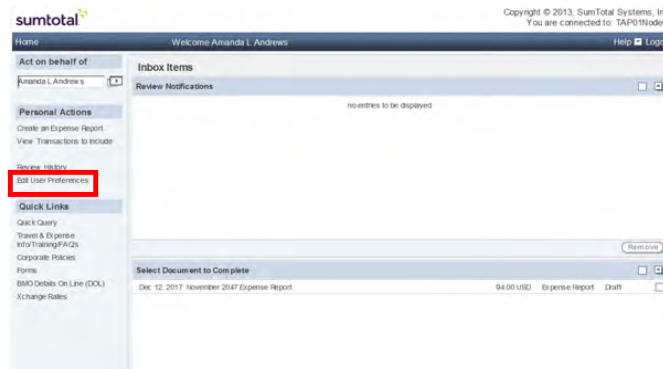 sumtotal
Copyright © 2013, SumTotal Systems, In
You are connected to: TAP01Node
Home
Welcome Amanda L Andrews
Help Logo
Act on behalf of
Amanda L Andrews
Personal Actions
Create an Expense Report
View Transactions to Include
Review History
Edit User Preferences
Quick Links
Quick Query
Travel & Expense
Info/Training/FAQ's
Corporate Policies
Forms
BMO Details On Line (DOL)
Xchange Rates
Inbox Items
Review Notifications
no entries to be displayed
Remove
Select Document to Complete
Dec 12, 2017 November 2047 Expense Report 94.00 USD Expense Report Draft